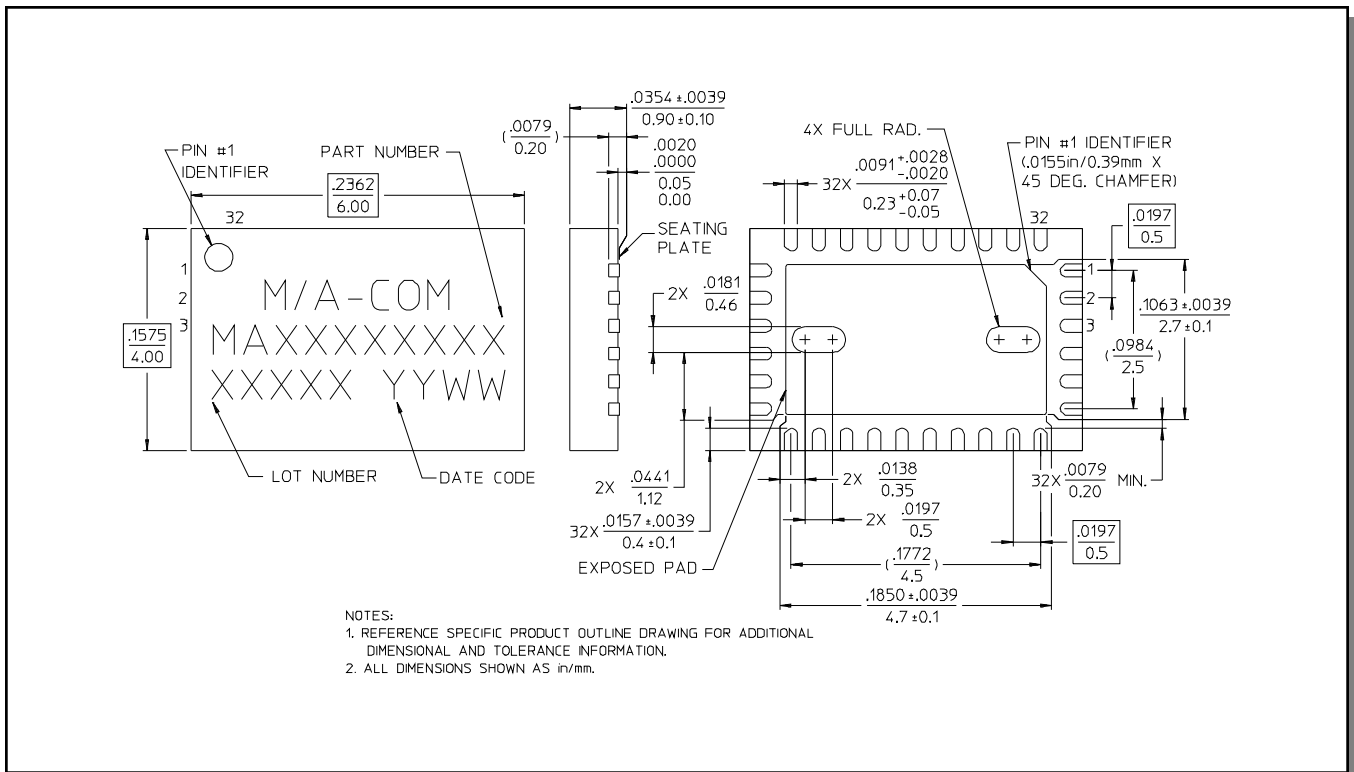 PIN #1
IDENTIFIER
PART NUMBER
.2362
6.00
32
1
2
3
.1575
4.00
M/A-COM
MAXXXXXXXX
XXXXX YYWW
LOT NUMBER
DATE CODE
.0354 ±.0039
0.90 ±0.10
(.0079
0.20)
.0020
.0000
0.05
0.00
SEATING
PLATE
4X FULL RAD.
32X .0091 +.0028
-.0020
0.23 +0.07
-0.05
PIN #1 IDENTIFIER
(.0155in/0.39mm X
45 DEG. CHAMFER)
32
.0197
0.5
1
2
3
2X .0181
0.46
.1063 ±.0039
2.7 ±0.1
(.0984
2.5)
2X .0441
1.12
32X .0157 ±.0039
0.4 ±0.1
EXPOSED PAD
2X .0138
0.35
2X .0197
0.5
32X .0079
0.20 MIN.
.0197
0.5
(.1772
4.5)
.1850 ±.0039
4.7 ±0.1
NOTES:
1. REFERENCE SPECIFIC PRODUCT OUTLINE DRAWING FOR ADDITIONAL
DIMENSIONAL AND TOLERANCE INFORMATION.
2. ALL DIMENSIONS SHOWN AS in/mm.